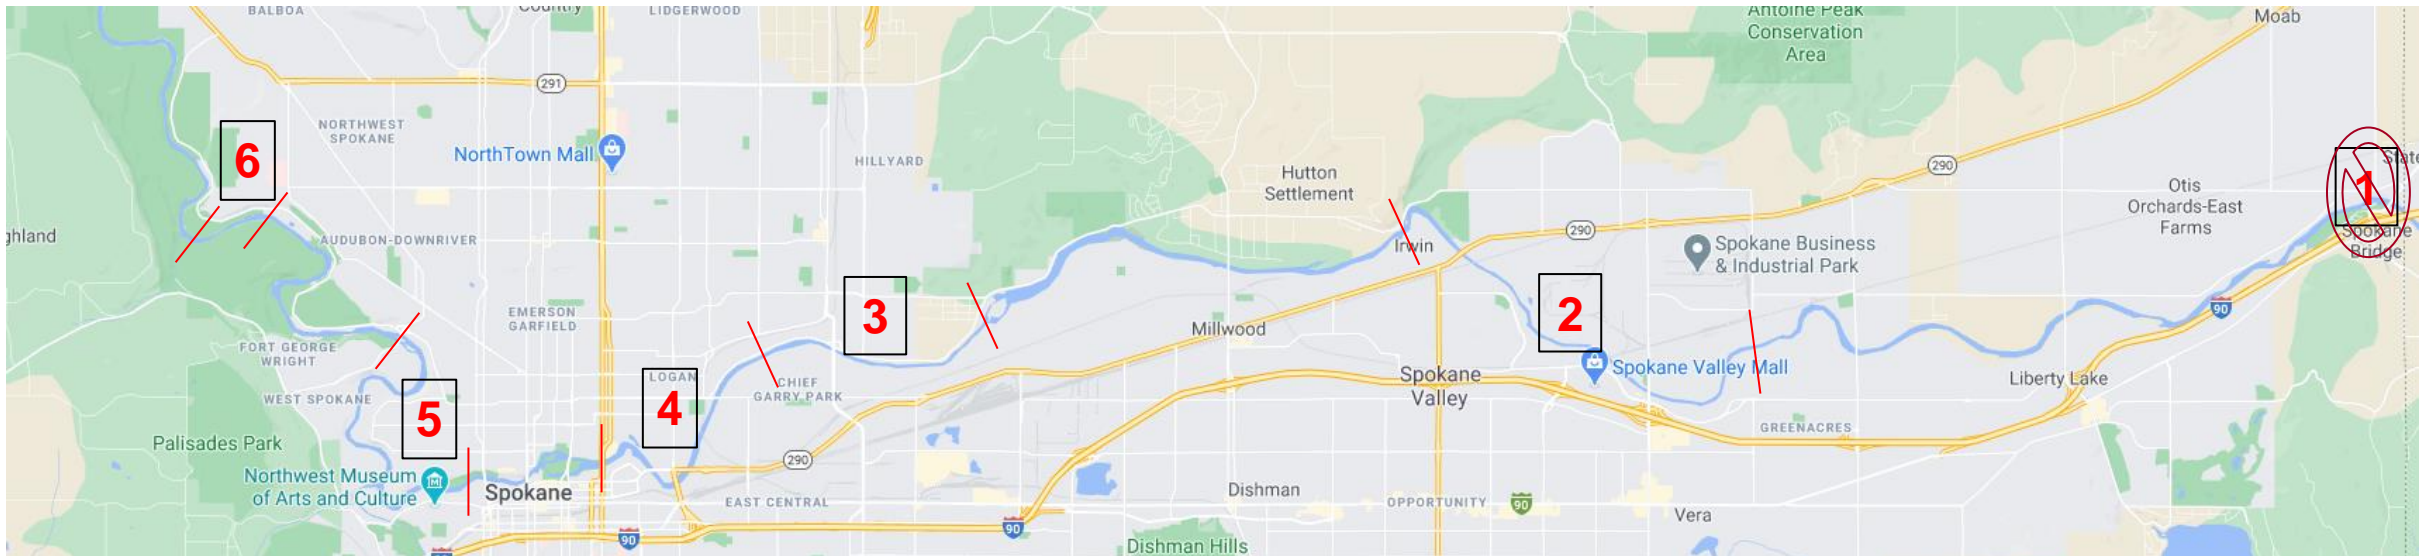 BALBOA
Country
LIDGERWOOD
Antoine Peak
Conservation
Area
Moab
291
NORTHWEST
SPOKANE
NorthTown Mall
HILLYARD
6
Hutton
Settlement
290
Otis
Orchards-East
Farms
State
1
Spokane
Bridge
ghland
AUDUBON-DOWNRIVER
Irwin
290
Spokane Business
& Industrial Park
EMERSON
GARFIELD
3
Millwood
2
90
FORT GEORGE
WRIGHT
Spokane Valley Mall
Liberty Lake
WEST SPOKANE
LOGAN
CHIEF
GARRY PARK
Spokane
Valley
5
4
GREENACRES
Palisades Park
290
Northwest Museum
of Arts and Culture
Spokane
EAST CENTRAL
Dishman
OPPORTUNITY
90
Vera
90
90
Dishman Hills